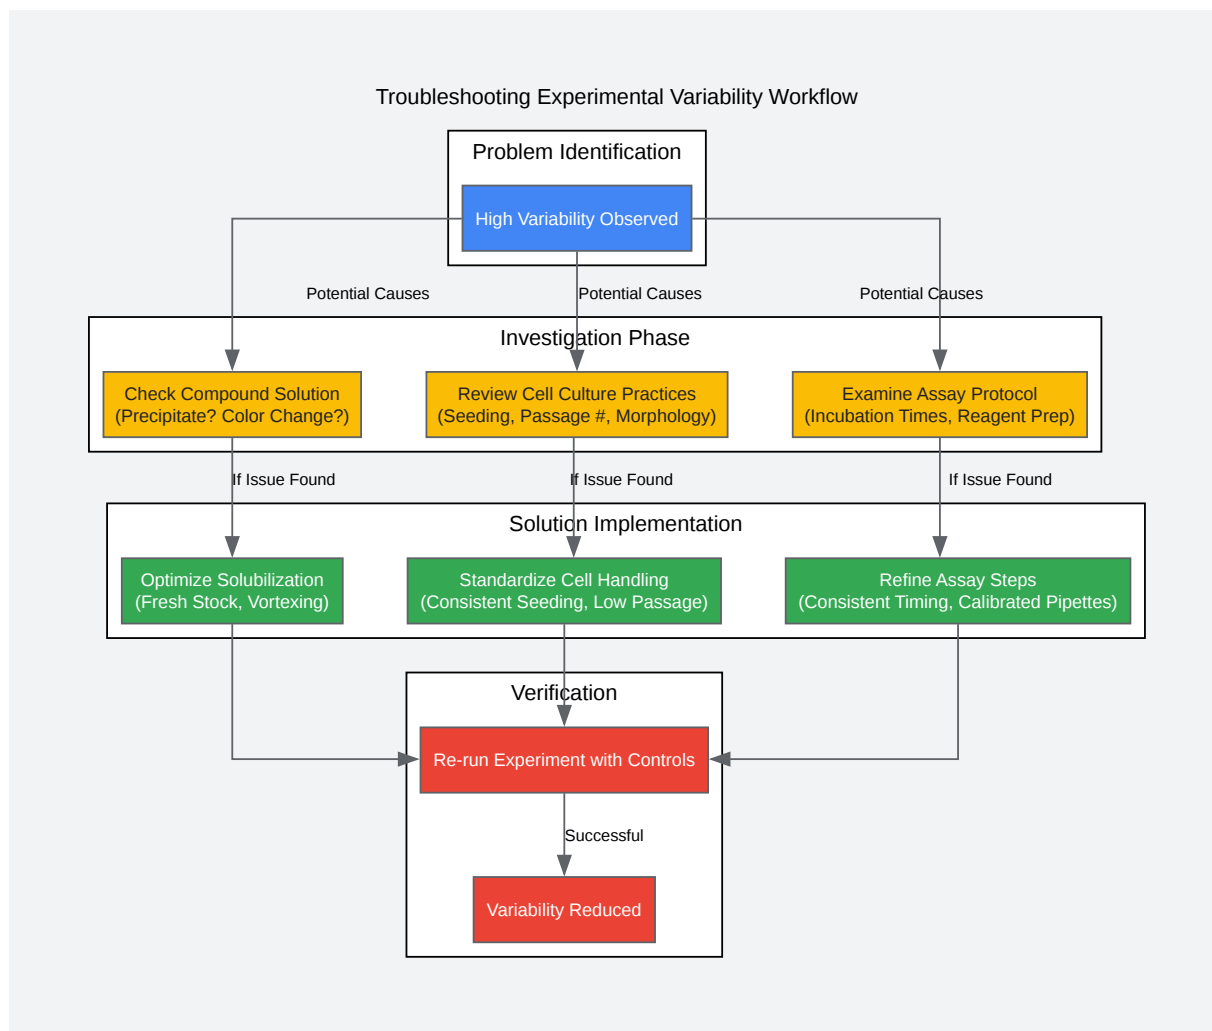 Troubleshooting Experimental Variability Workflow
Problem Identification
High Variability Observed
Potential Causes
Potential Causes
Potential Causes
Investigation Phase
Check Compound Solution
(Precipitate? Color Change?)
Review Cell Culture Practices
(Seeding, Passage #, Morphology)
Examine Assay Protocol
(Incubation Times, Reagent Prep)
If Issue Found
If Issue Found
If Issue Found
Solution Implementation
Optimize Solubilization
(Fresh Stock, Vortexing)
Standardize Cell Handling
(Consistent Seeding, Low Passage)
Refine Assay Steps
(Consistent Timing, Calibrated Pipettes)
Verification
Re-run Experiment with Controls
Successful
Variability Reduced